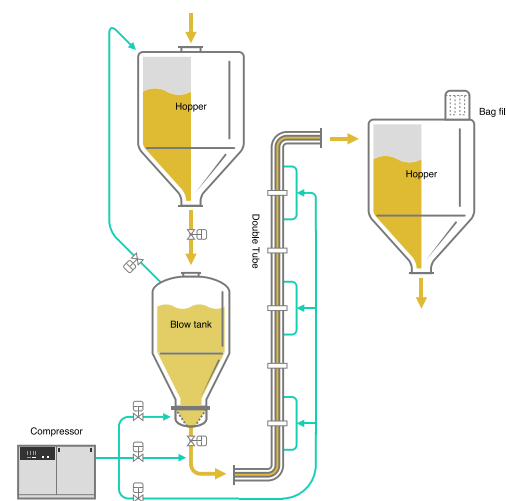 Hopper
Bag fil
Hopper
Double Tube
Blow tank
Compressor